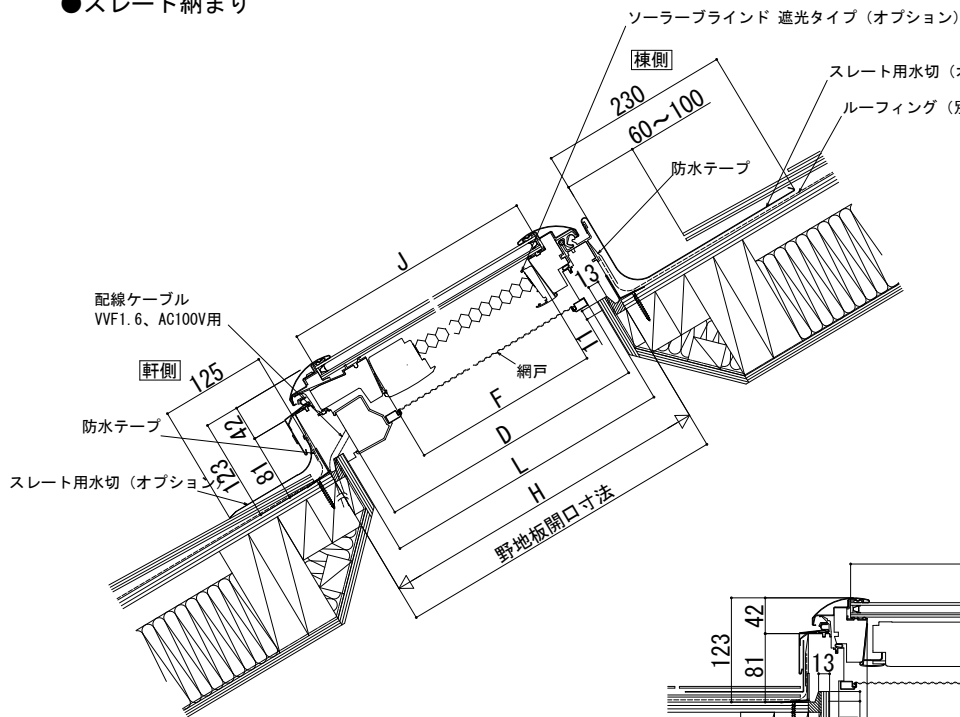 ●スレート納まり
ソーラーブラインド 遮光タイプ（オプション）
棟側
スレート用水切（
230
ルーフィング（
60～100
防水テープ
J
13
配線ケーブル
VVF1.6、AC100V用
11
軒側
125
網戸
F
42
D
防水テープ
81
L
123
スレート用水切（オプション）
H
野地板開口寸法
42
123
81
13